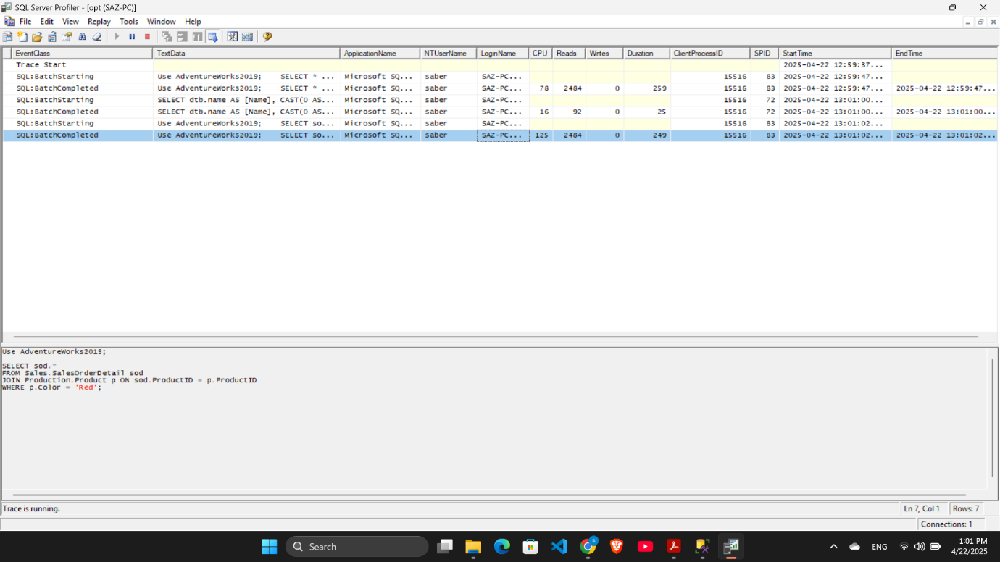 SQL Server Profiler - [opt (SAZ-PC)]
File Edit View Replay Tools Window Help
EventClass TextData ApplicationName NTUserName LoginName CPU Reads Writes Duration ClientProcessID SPID StartTime EndTime
Trace Start 2025-04-22 12:59:37...
SQL:BatchStarting Use AdventureWorks2019; SELECT * ... Microsoft SQ... saber SAZ-PC... 15516 83 2025-04-22 12:59:47...
SQL:BatchCompleted Use AdventureWorks2019; SELECT * ... Microsoft SQ... saber SAZ-PC... 78 2484 0 259 15516 83 2025-04-22 12:59:47... 2025-04-22 12:59:47...
SQL:BatchStarting SELECT dtb.name AS [Name], CAST(0 AS... Microsoft SQ... saber SAZ-PC... 15516 72 2025-04-22 13:01:00...
SQL:BatchCompleted SELECT dtb.name AS [Name], CAST(0 AS... Microsoft SQ... saber SAZ-PC... 16 92 0 25 15516 72 2025-04-22 13:01:00... 2025-04-22 13:01:00...
SQL:BatchStarting Use AdventureWorks2019; SELECT so... Microsoft SQ... saber SAZ-PC... 15516 83 2025-04-22 13:01:02...
SQL:BatchCompleted Use AdventureWorks2019; SELECT so... Microsoft SQ... saber SAZ-PC... 125 2484 0 249 15516 83 2025-04-22 13:01:02... 2025-04-22 13:01:02...
Use AdventureWorks2019;
SELECT sod.*
FROM Sales.SalesOrderDetail sod
JOIN Production.Product p ON sod.ProductID = p.ProductID
WHERE p.Color = 'Red';
Trace is running. Ln 7, Col 1 Rows: 7
Connections: 1
Search ENG 1:01 PM
4/22/2025